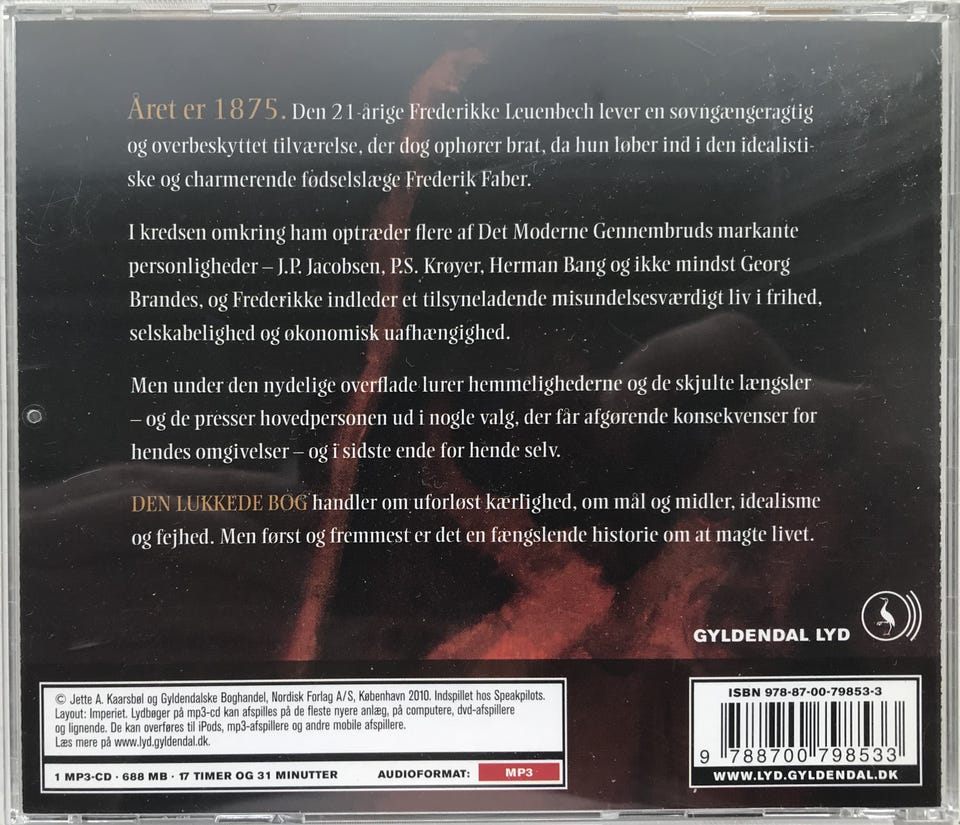 Året er 1875. Den 21-årige Frederikke Leuenbech lever en søvngængeragtig
og overbeskyttet tilværelse, der dog ophører brat, da hun løber ind i den idealisti-
ske og charmerende fødselslæge Frederik Faber.
I kredsen omkring ham optræder flere af Det Moderne Gennembruds markante
personligheder – J.P. Jacobsen, P.S. Krøyer, Herman Bang og ikke mindst Georg
Brandes, og Frederikke indleder et tilsyneladende misundelsesværdigt liv i frihed,
selskabelighed og økonomisk uafhængighed.
Men under den nydelige overflade lurer hemmelighederne og de skjulte længsler
– og de presser hovedpersonen ud i nogle valg, der får afgørende konsekvenser for
hendes omgivelser – og i sidste ende for hende selv.
DEN LUKKEDE BOG handler om uforløst kærlighed, om mål og midler, idealisme
og fejhed. Men først og fremmest er det en fængslende historie om at magte livet.
GYLDENDAL LYD
© Jette A. Kaarsbøl og Gyldendalske Boghandel, Nordisk Forlag A/S, København 2010. Indspillet hos Speakpilots.
Layout: Imperiet. Lydbøger på mp3-cd kan afspilles på de fleste nyere anlæg, på computere, dvd-afspillere
og lignende. De kan overføres til iPods, mp3-afspillere og andre mobile afspillere.
Læs mere på www.lyd.gyldendal.dk.
1 MP3-CD · 688 MB · 17 TIMER OG 31 MINUTTER AUDIOFORMAT: MP3
ISBN 978-87-00-79853-3
9 788700 798533
WWW.LYD.GYLDENDAL.DK